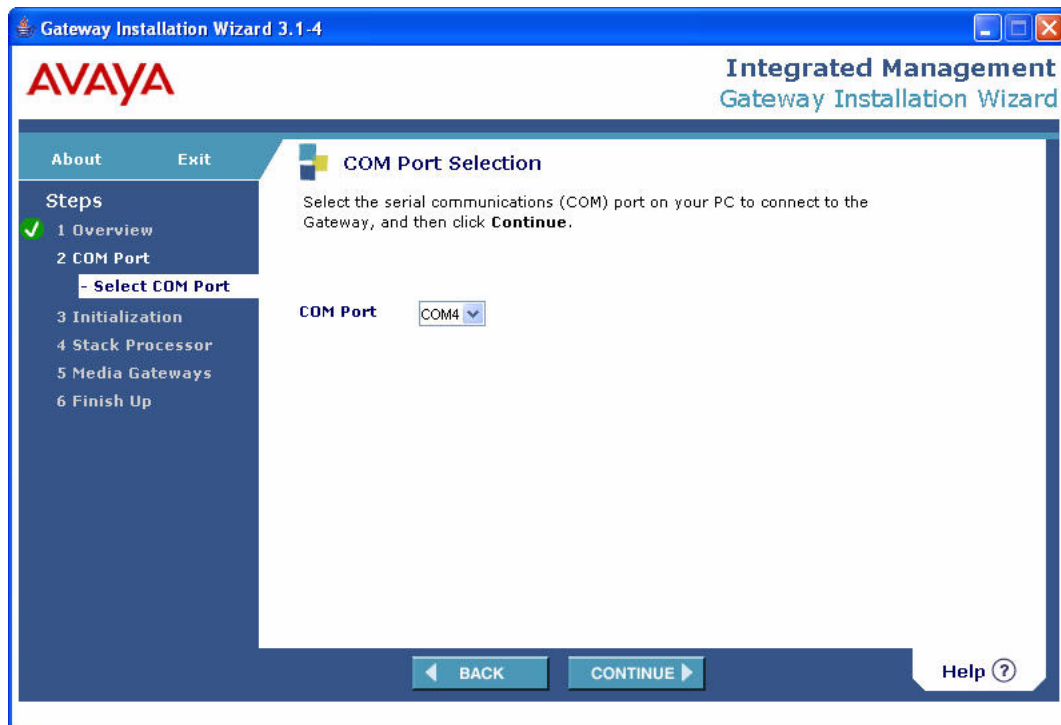 Gateway Installation Wizard 3.1-4
AVAYA
Integrated Management
Gateway Installation Wizard
About Exit
COM Port Selection
Select the serial communications (COM) port on your PC to connect to the
Gateway, and then click Continue.
Steps
1 Overview
2 COM Port
- Select COM Port
3 Initialization
4 Stack Processor
5 Media Gateways
6 Finish Up
COM Port COM4
BACK
CONTINUE
Help ?